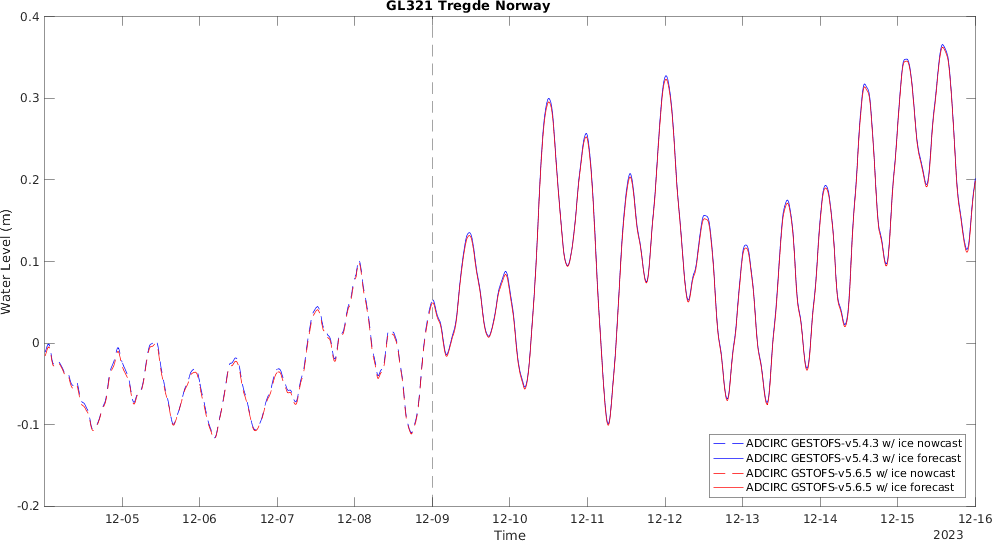 GL321 Tregde Norway
0.4
0.3
0.2
0.1
0
-0.1
-0.2
Water Level (m)
12-05 12-06 12-07 12-08 12-09 12-10 12-11 12-12 12-13 12-14 12-15 12-16
Time
2023
ADCIRC GESTOFS-v5.4.3 w/ ice nowcast
ADCIRC GESTOFS-v5.4.3 w/ ice forecast
ADCIRC GSTOFS-v5.6.5 w/ ice nowcast
ADCIRC GSTOFS-v5.6.5 w/ ice forecast